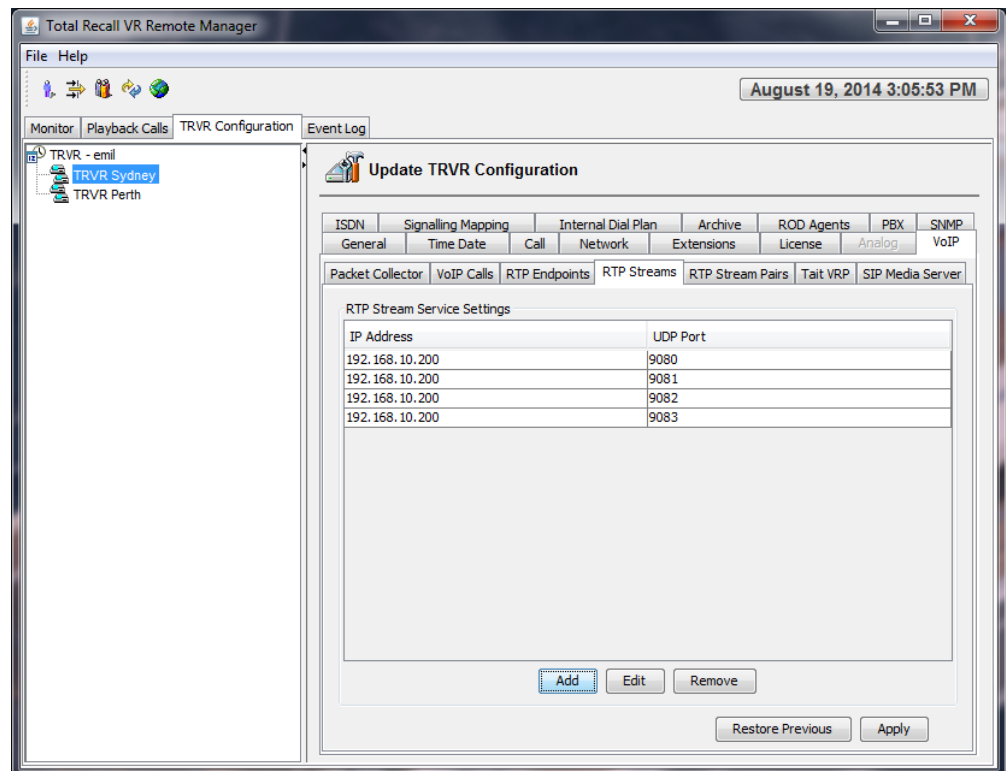 Total Recall VR Remote Manager
File Help
August 19, 2014 3:05:53 PM
Monitor Playback Calls TRVR Configuration Event Log
TRVR - emil
TRVR Sydney
TRVR Perth
Update TRVR Configuration
ISDN Signalling Mapping Internal Dial Plan Archive ROD Agents PBX SNMP
General Time Date Call Network Extensions License Analog VoIP
Packet Collector VoIP Calls RTP Endpoints RTP Streams RTP Stream Pairs Tait VRP SIP Media Server
RTP Stream Service Settings
IP Address UDP Port
192.168.10.200 9080
192.168.10.200 9081
192.168.10.200 9082
192.168.10.200 9083
Add Edit Remove
Restore Previous Apply